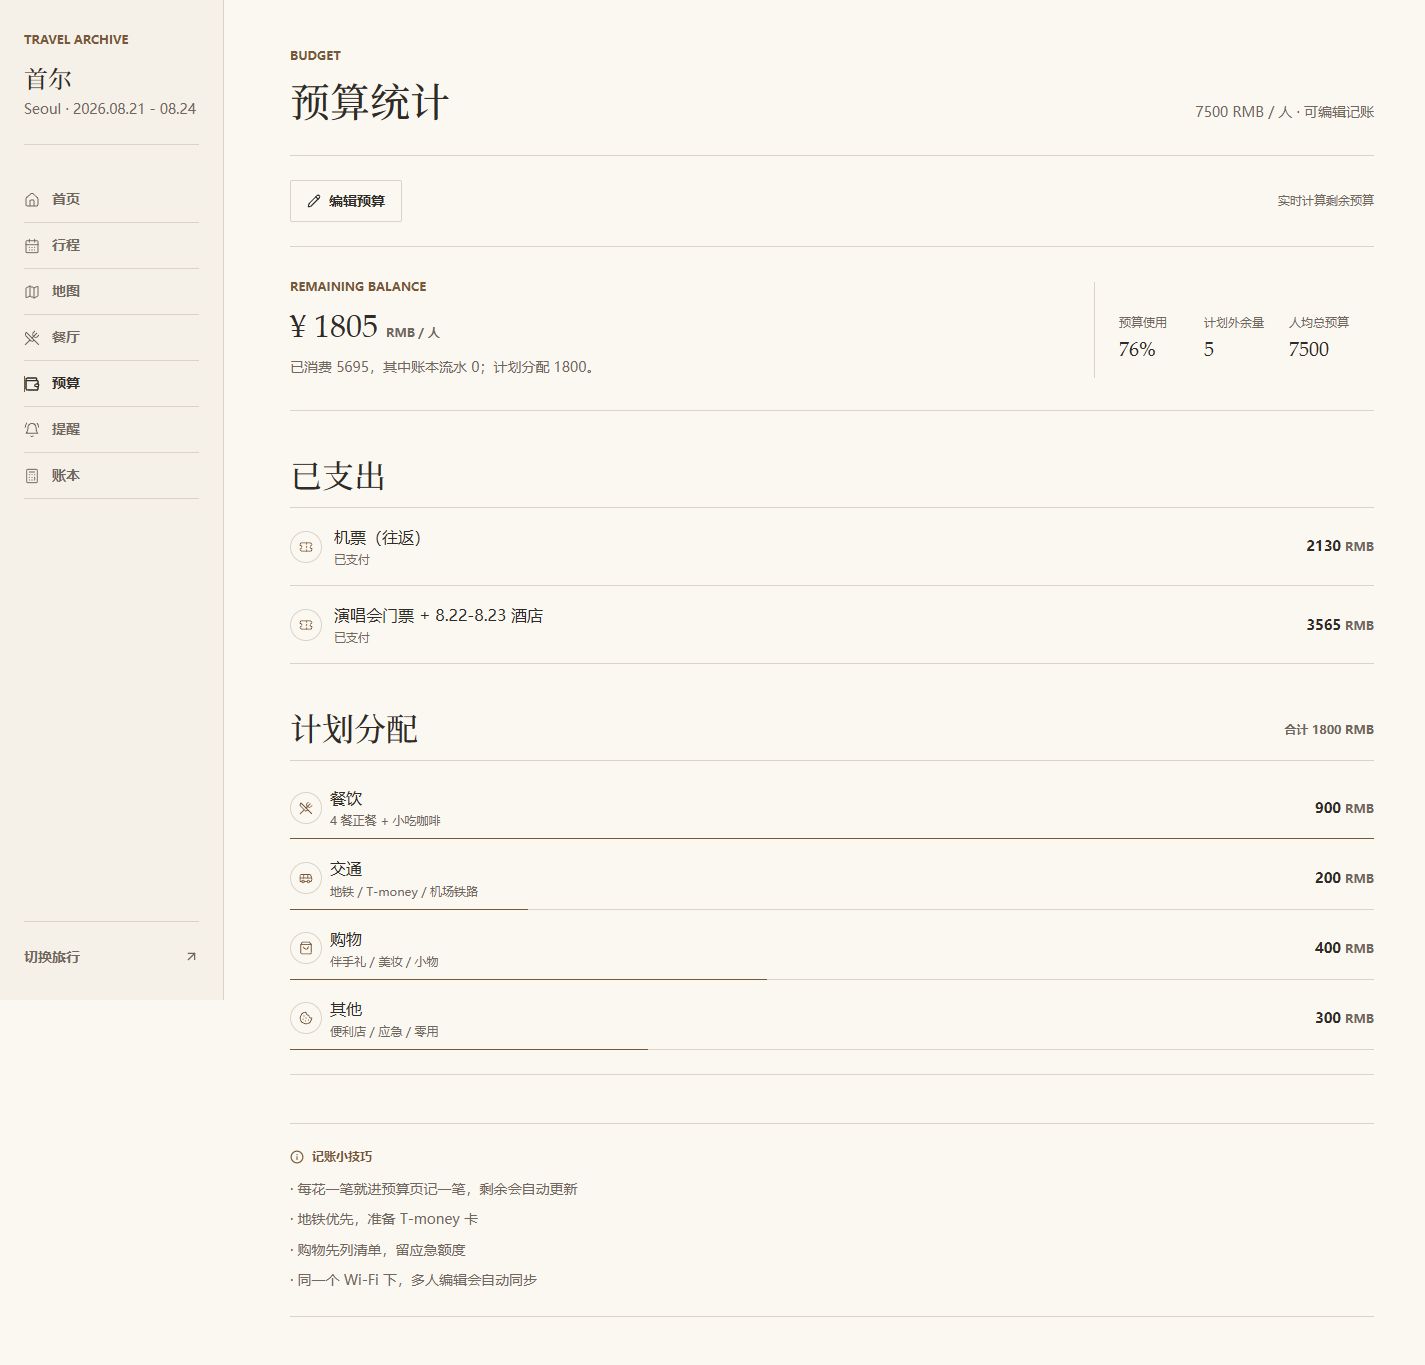 TRAVEL ARCHIVE
首尔
Seoul · 2026.08.21 - 08.24
首页
行程
地图
餐厅
预算
提醒
账本
切换旅行
BUDGET
预算统计
7500 RMB / 人 · 可编辑记账
编辑预算
实时计算剩余预算
REMAINING BALANCE
¥ 1805 RMB / 人
已消费 5695，其中账本流水 0；计划分配 1800。
预算使用
76%
计划外余量
5
人均总预算
7500
已支出
机票（往返）
已支付
2130 RMB
演唱会门票 + 8.22-8.23 酒店
已支付
3565 RMB
计划分配
合计 1800 RMB
餐饮
4 餐正餐 + 小吃咖啡
900 RMB
交通
地铁 / T-money / 机场铁路
200 RMB
购物
伴手礼 / 美妆 / 小物
400 RMB
其他
便利店 / 应急 / 零用
300 RMB
记账小技巧
· 每花一笔就进预算页记一笔，剩余会自动更新
· 地铁优先，准备 T-money 卡
· 购物先列清单，留应急额度
· 同一个 Wi-Fi 下，多人编辑会自动同步